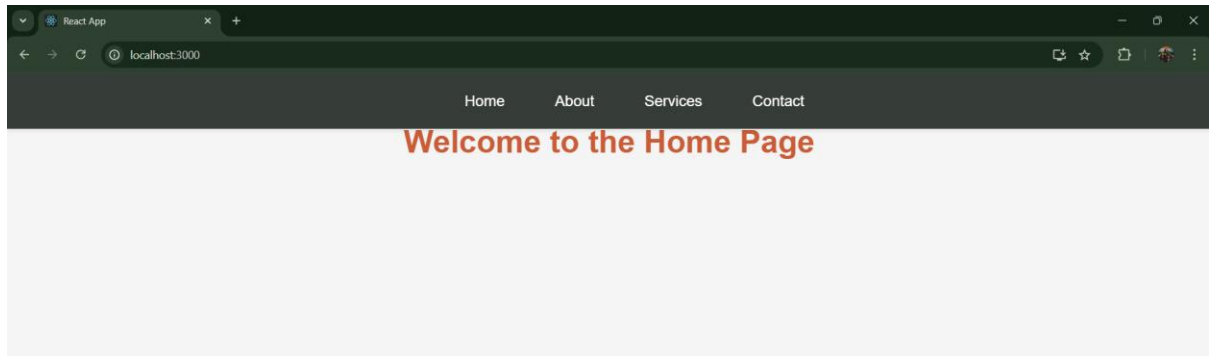 React App
localhost:3000
Home About Services Contact
Welcome to the Home Page